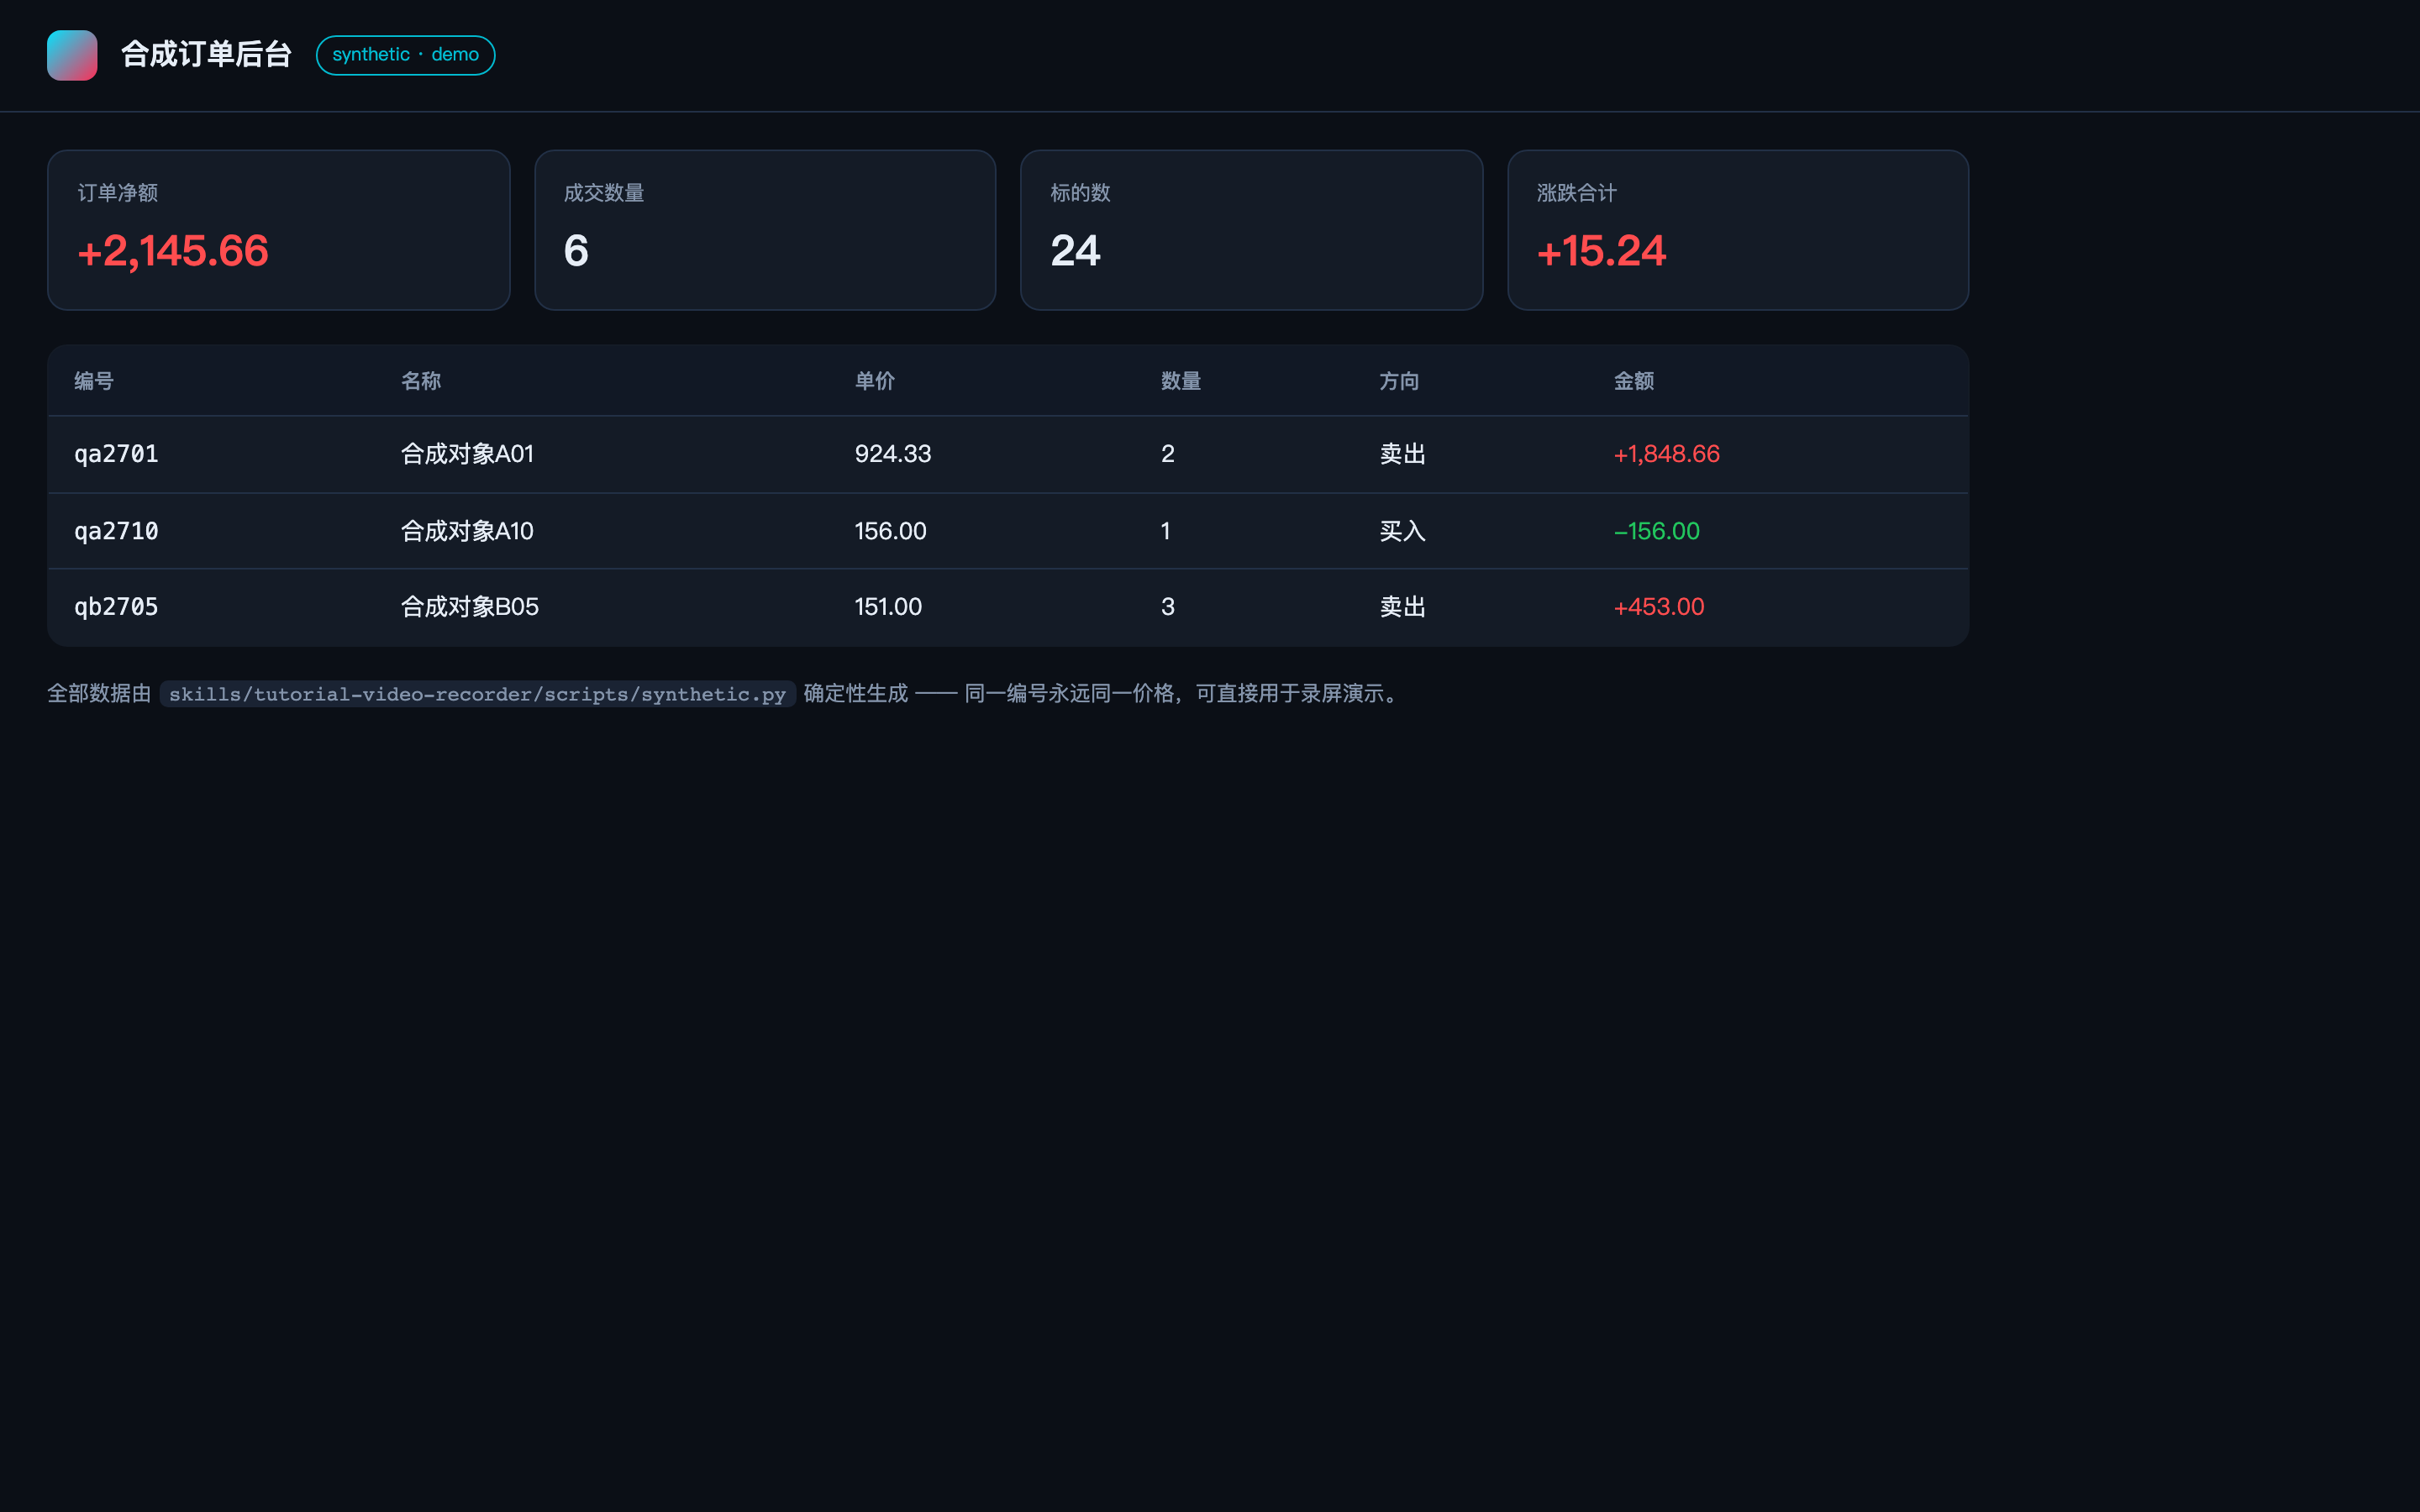 合成订单后台 synthetic · demo
订单净额 成交数量 标的数 涨跌合计
+2,145.66 6 24 +15.24
编号 名称 单价 数量 方向 金额
qa2701 合成对象A01 924.33 2 卖出 +1,848.66
qa2710 合成对象A10 156.00 1 买入 −156.00
qb2705 合成对象B05 151.00 3 卖出 +453.00
全部数据由 skills/tutorial-video-recorder/scripts/synthetic.py 确定性生成 —— 同一编号永远同一价格，可直接用于录屏演示。